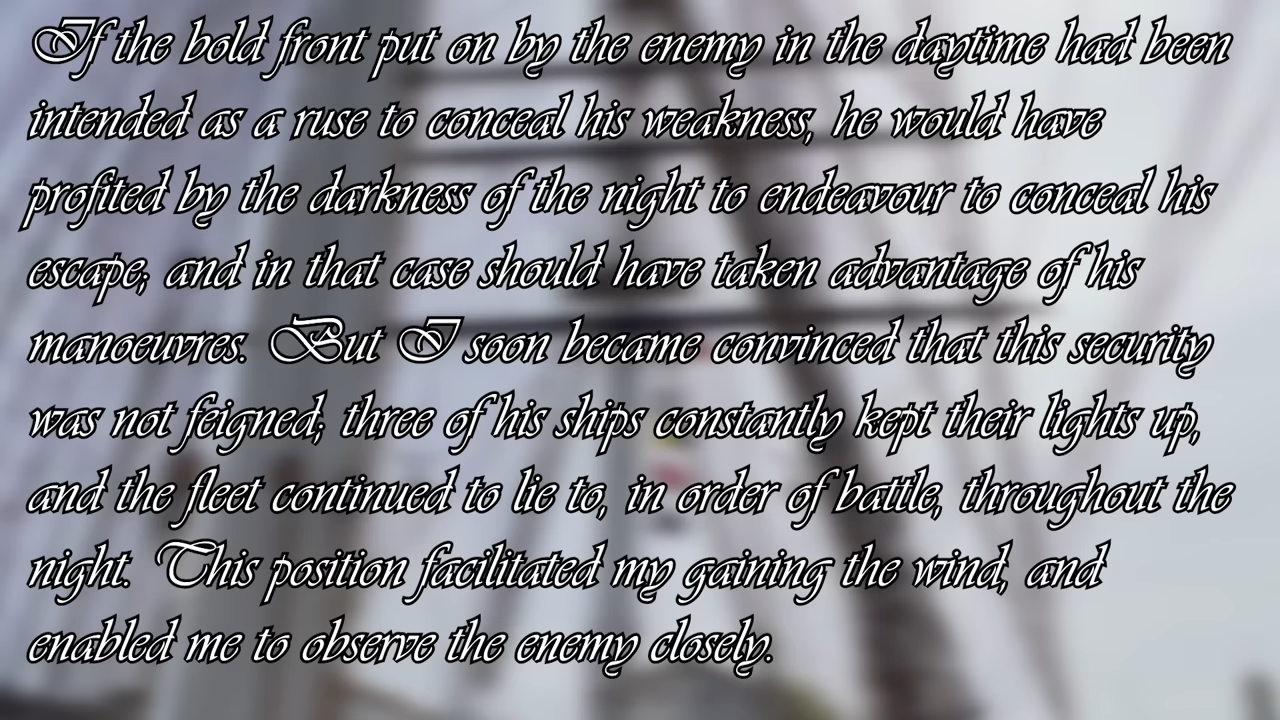 If the bold front put on by the enemy in the daytime had been
intended as a ruse to conceal his weakness, he would have
profited by the darkness of the night to endeavour to conceal his
escape; and in that case should have taken advantage of his
manoeuvres. But I soon became convinced that this security
was not feigned; three of his ships constantly kept their lights up,
and the fleet continued to lie to, in order of battle, throughout the
night. This position facilitated my gaining the wind, and
enabled me to observe the enemy closely.